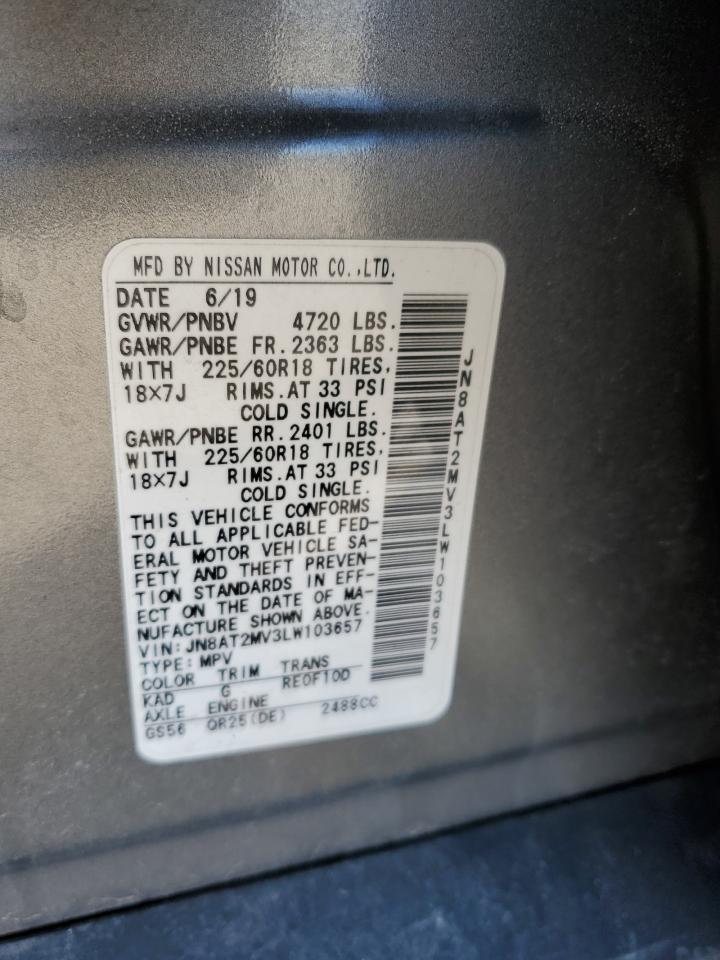 MFD BY NISSAN MOTOR CO.,LTD.
DATE 6/19
GVWR/PNBV 4720 LBS.
GAWR/PNBE FR. 2363 LBS.
WITH 225/60R18 TIRES,
18×7J RIMS. AT 33 PSI
COLD SINGLE.
GAWR/PNBE RR. 2401 LBS.
WITH 225/60R18 TIRES,
18×7J RIMS. AT 33 PSI
COLD SINGLE.
THIS VEHICLE CONFORMS
TO ALL APPLICABLE FED-
ERAL MOTOR VEHICLE SA-
FETY AND THEFT PREVEN-
TION STANDARDS IN EFF-
ECT ON THE DATE OF MA-
NUFACTURE SHOWN ABOVE.
VIN: JN8AT2MV3LW103657
TYPE: MPV
COLOR TRIM TRANS
KAD G RE0F10D
AXLE ENGINE
GS56 QR25(DE) 2488CC
JN8AT2MV3LW103657